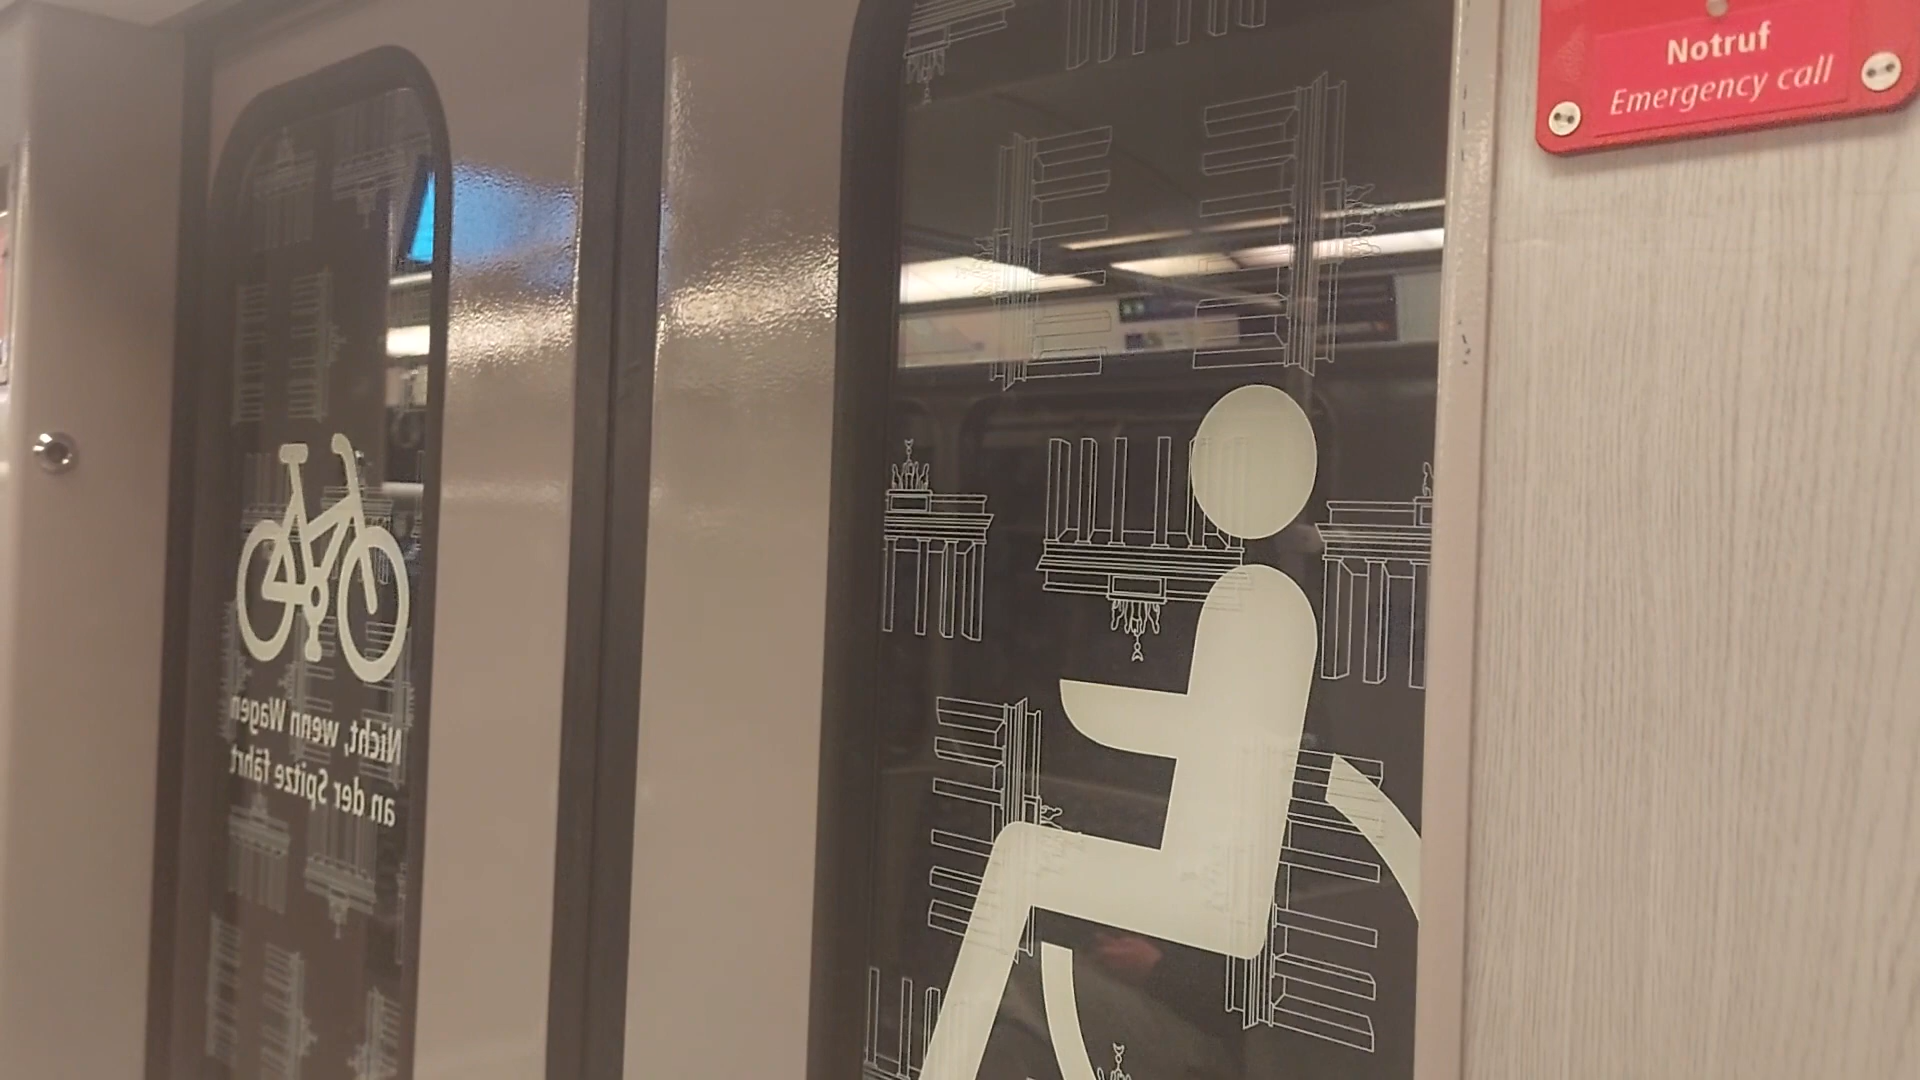 Notruf
Emergency call
Nicht, wenn Wagen
an der Spitze fährt